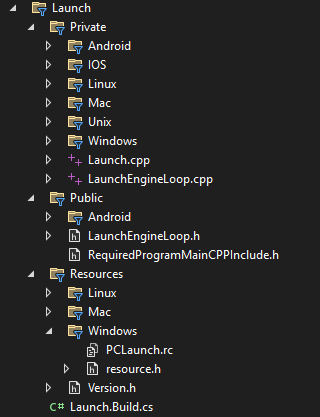 Launch
Private
Android
IOS
Linux
Mac
Unix
Windows
Launch.cpp
LaunchEngineLoop.cpp
Public
Android
LaunchEngineLoop.h
RequiredProgramMainCPPInclude.h
Resources
Linux
Mac
Windows
PCLaunch.rc
resource.h
Version.h
C# Launch.Build.cs